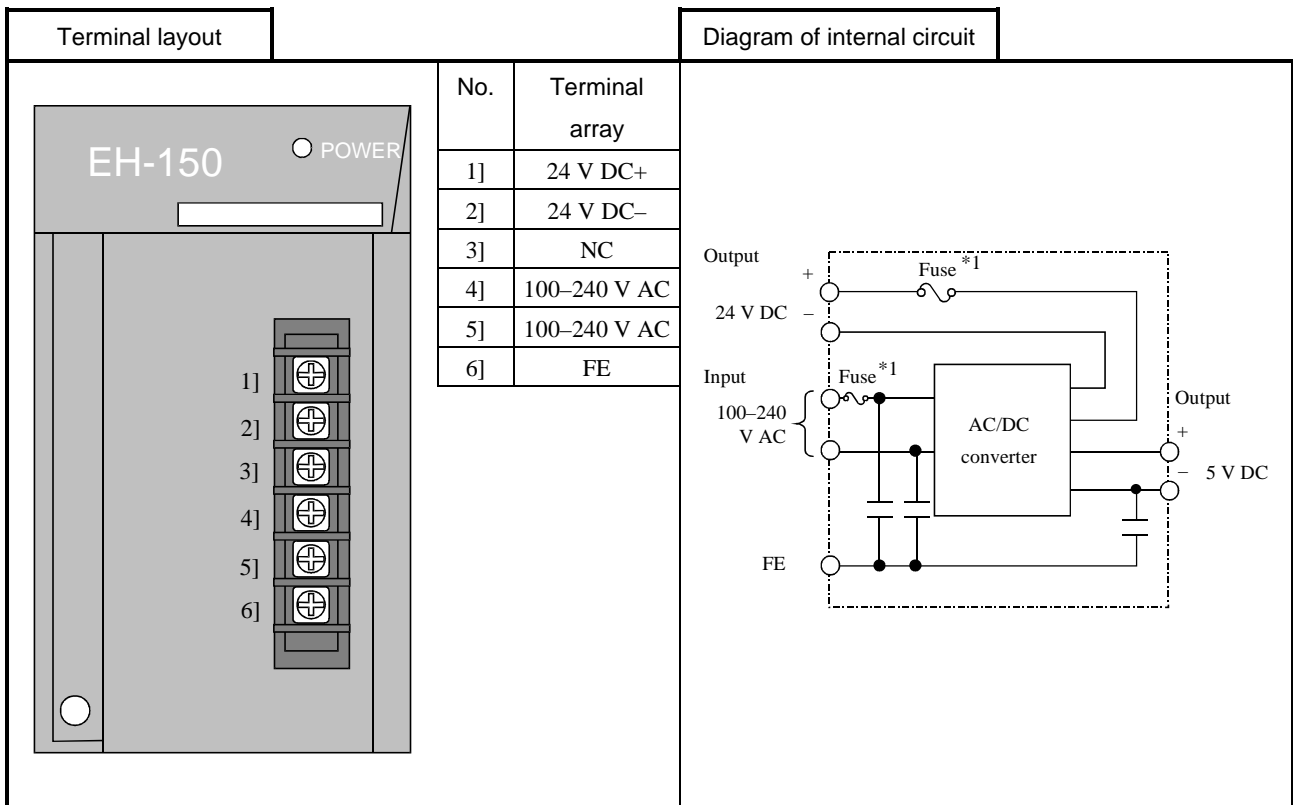 Terminal layout
Diagram of internal circuit
EH-150
POWER
1]
2]
3]
4]
5]
6]
No. Terminal array
1] 24 V DC+
2] 24 V DC–
3] NC
4] 100–240 V AC
5] 100–240 V AC
6] FE
Output
+
Fuse *1
24 V DC –
Input
Fuse *1
100–240
V AC
AC/DC
converter
Output
+
– 5 V DC
FE